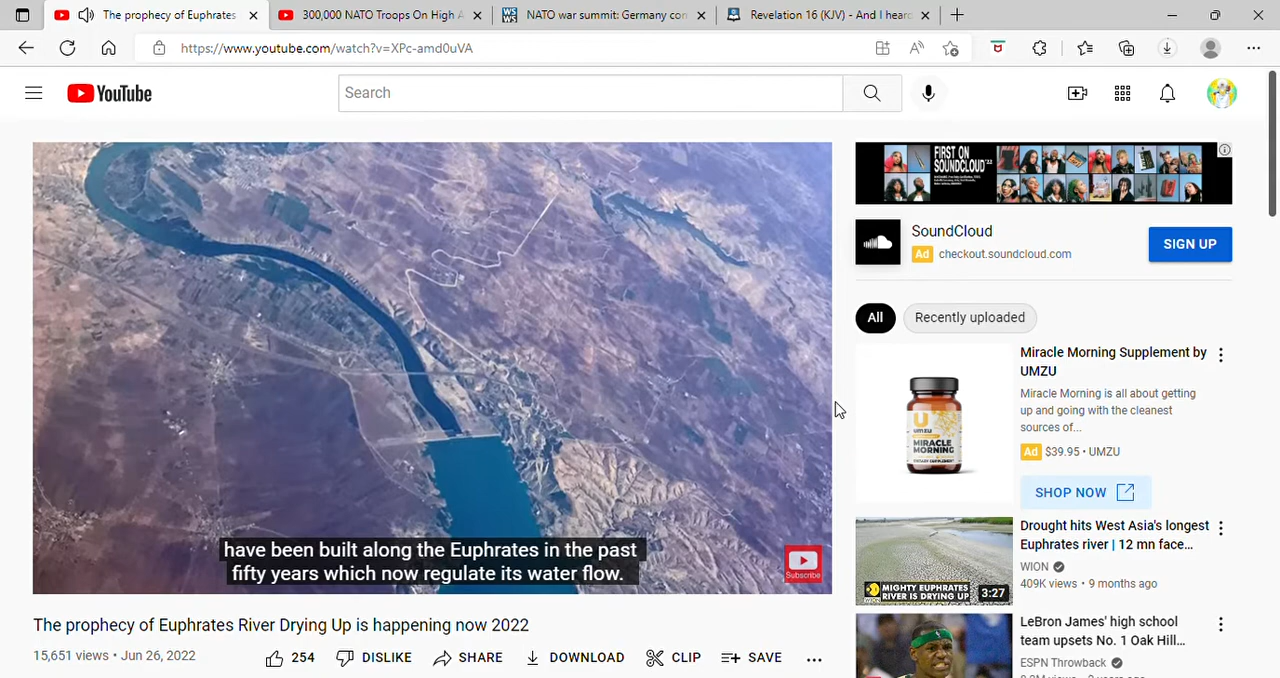 The prophecy of Euphrates
300,000 NATO Troops On High A
NATO war summit: Germany con
Revelation 16 (KJV) - And I heard
https://www.youtube.com/watch?v=XPc-amd0uVA
YouTube
Search
FIRST ON
SOUNDCLOUD
SoundCloud
Ad checkout.soundcloud.com
SIGN UP
All
Recently uploaded
Miracle Morning Supplement by
UMZU
Miracle Morning is all about getting
up and going with the cleanest
sources of...
Ad $39.95 • UMZU
SHOP NOW
umzu
MIRACLE
MORNING
have been built along the Euphrates in the past
fifty years which now regulate its water flow.
Subscribe
Drought hits West Asia's longest
Euphrates river | 12 mn face...
WION
409K views • 9 months ago
MIGHTY EUPHRATES
RIVER IS DRYING UP
3:27
The prophecy of Euphrates River Drying Up is happening now 2022
15,651 views • Jun 26, 2022
254
DISLIKE
SHARE
DOWNLOAD
CLIP
SAVE
LeBron James' high school
team upsets No. 1 Oak Hill...
ESPN Throwback